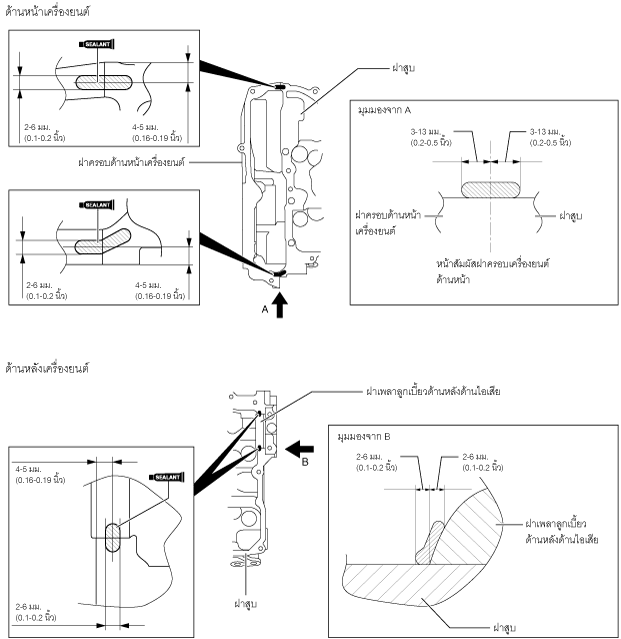 ด้านหน้าเครื่องยนต์
SEALANT
2-6 มม.
(0.1-0.2 นิ้ว)
4-5 มม.
(0.16-0.19 นิ้ว)
ฝาสูบ
ฝาครอบด้านหน้าเครื่องยนต์
SEALANT
2-6 มม.
(0.1-0.2 นิ้ว)
4-5 มม.
(0.16-0.19 นิ้ว)
A
มุมมองจาก A
3-13 มม.
(0.2-0.5 นิ้ว)
3-13 มม.
(0.2-0.5 นิ้ว)
ฝาครอบด้านหน้า
เครื่องยนต์
ฝาสูบ
หน้าสัมผัสฝาครอบเครื่องยนต์
ด้านหน้า
ด้านหลังเครื่องยนต์
ฝาเพลาลูกเบี้ยวด้านหลังด้านไอเสีย
4-5 มม.
(0.16-0.19 นิ้ว)
SEALANT
2-6 มม.
(0.1-0.2 นิ้ว)
B
ฝาสูบ
มุมมองจาก B
2-6 มม.
(0.1-0.2 นิ้ว)
2-6 มม.
(0.1-0.2 นิ้ว)
ฝาเพลาลูกเบี้ยว
ด้านหลังด้านไอเสีย
ฝาสูบ